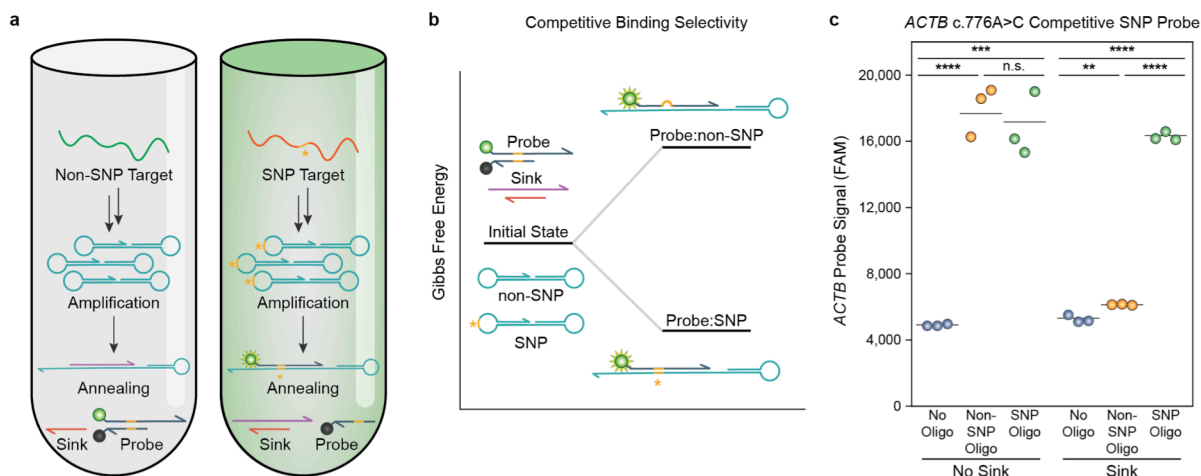 a
Non-SNP Target
Amplification
Annealing
Sink
Probe
SNP Target
*
*
*
*
Amplification
*
Annealing
Sink
Probe
b
Competitive Binding Selectivity
Gibbs Free Energy
Probe
Sink
Initial State
non-SNP
*
SNP
Probe:non-SNP
Probe:SNP
*
c
ACTB c.776A>C Competitive SNP Probe
ACTB Probe Signal (FAM)
*** ****
**** n.s. ** ****
20,000
16,000
12,000
8,000
4,000
0
No Oligo
Non-SNP Oligo
SNP Oligo
No Oligo
Non-SNP Oligo
SNP Oligo
No Sink
Sink